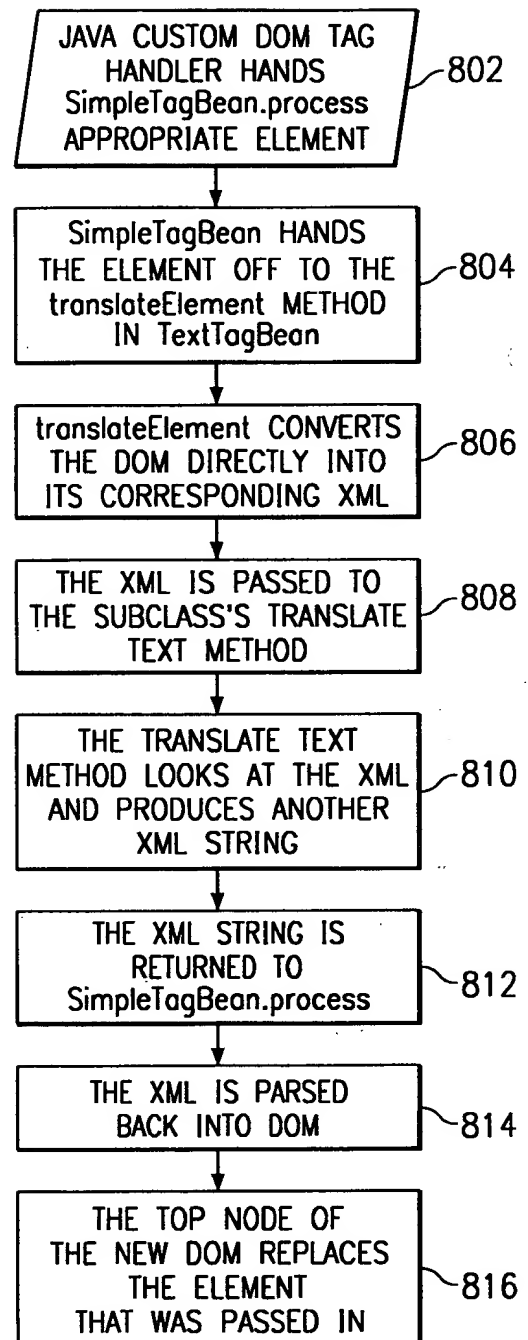 JAVA CUSTOM DOM TAG
HANDLER HANDS
SimpleTagBean.process
APPROPRIATE ELEMENT
802
SimpleTagBean HANDS
THE ELEMENT OFF TO THE
translateElement METHOD
IN TextTagBean
804
translateElement CONVERTS
THE DOM DIRECTLY INTO
ITS CORRESPONDING XML
806
THE XML IS PASSED TO
THE SUBCLASS'S TRANSLATE
TEXT METHOD
808
THE TRANSLATE TEXT
METHOD LOOKS AT THE XML
AND PRODUCES ANOTHER
XML STRING
810
THE XML STRING IS
RETURNED TO
SimpleTagBean.process
812
THE XML IS PARSED
BACK INTO DOM
814
THE TOP NODE OF
THE NEW DOM REPLACES
THE ELEMENT
THAT WAS PASSED IN
816